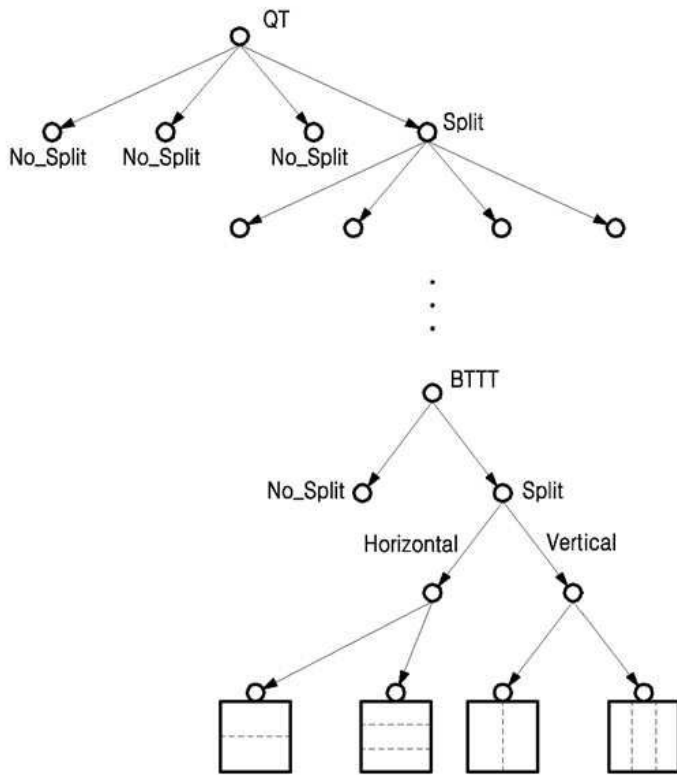 QT
Split
No_Split No_Split No_Split
BTTT
No_Split Split
Horizontal Vertical